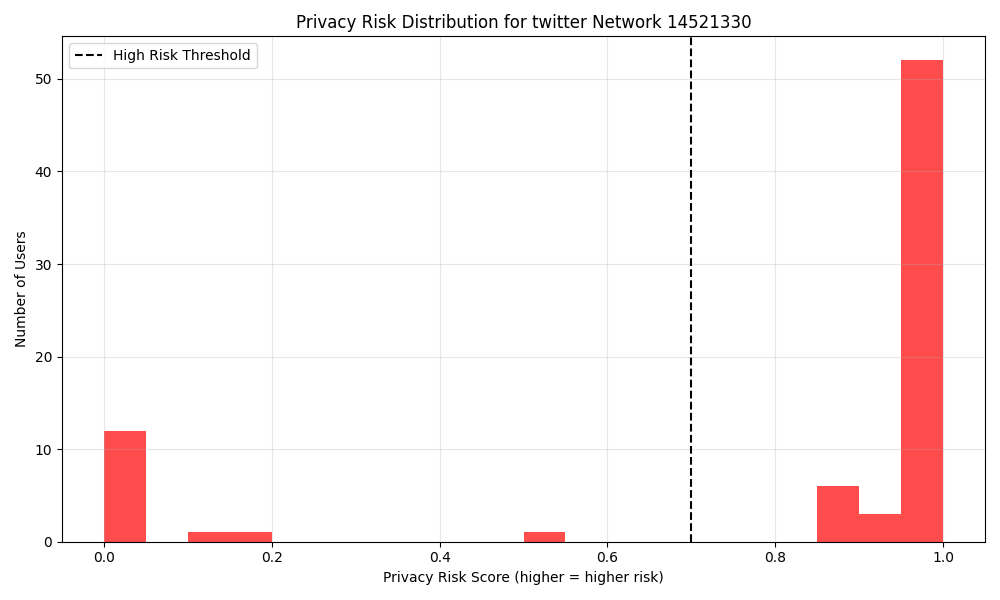 Privacy Risk Distribution for twitter Network 14521330
High Risk Threshold
Number of Users
50
40
30
20
10
0
0.0 0.2 0.4 0.6 0.8 1.0
Privacy Risk Score (higher = higher risk)